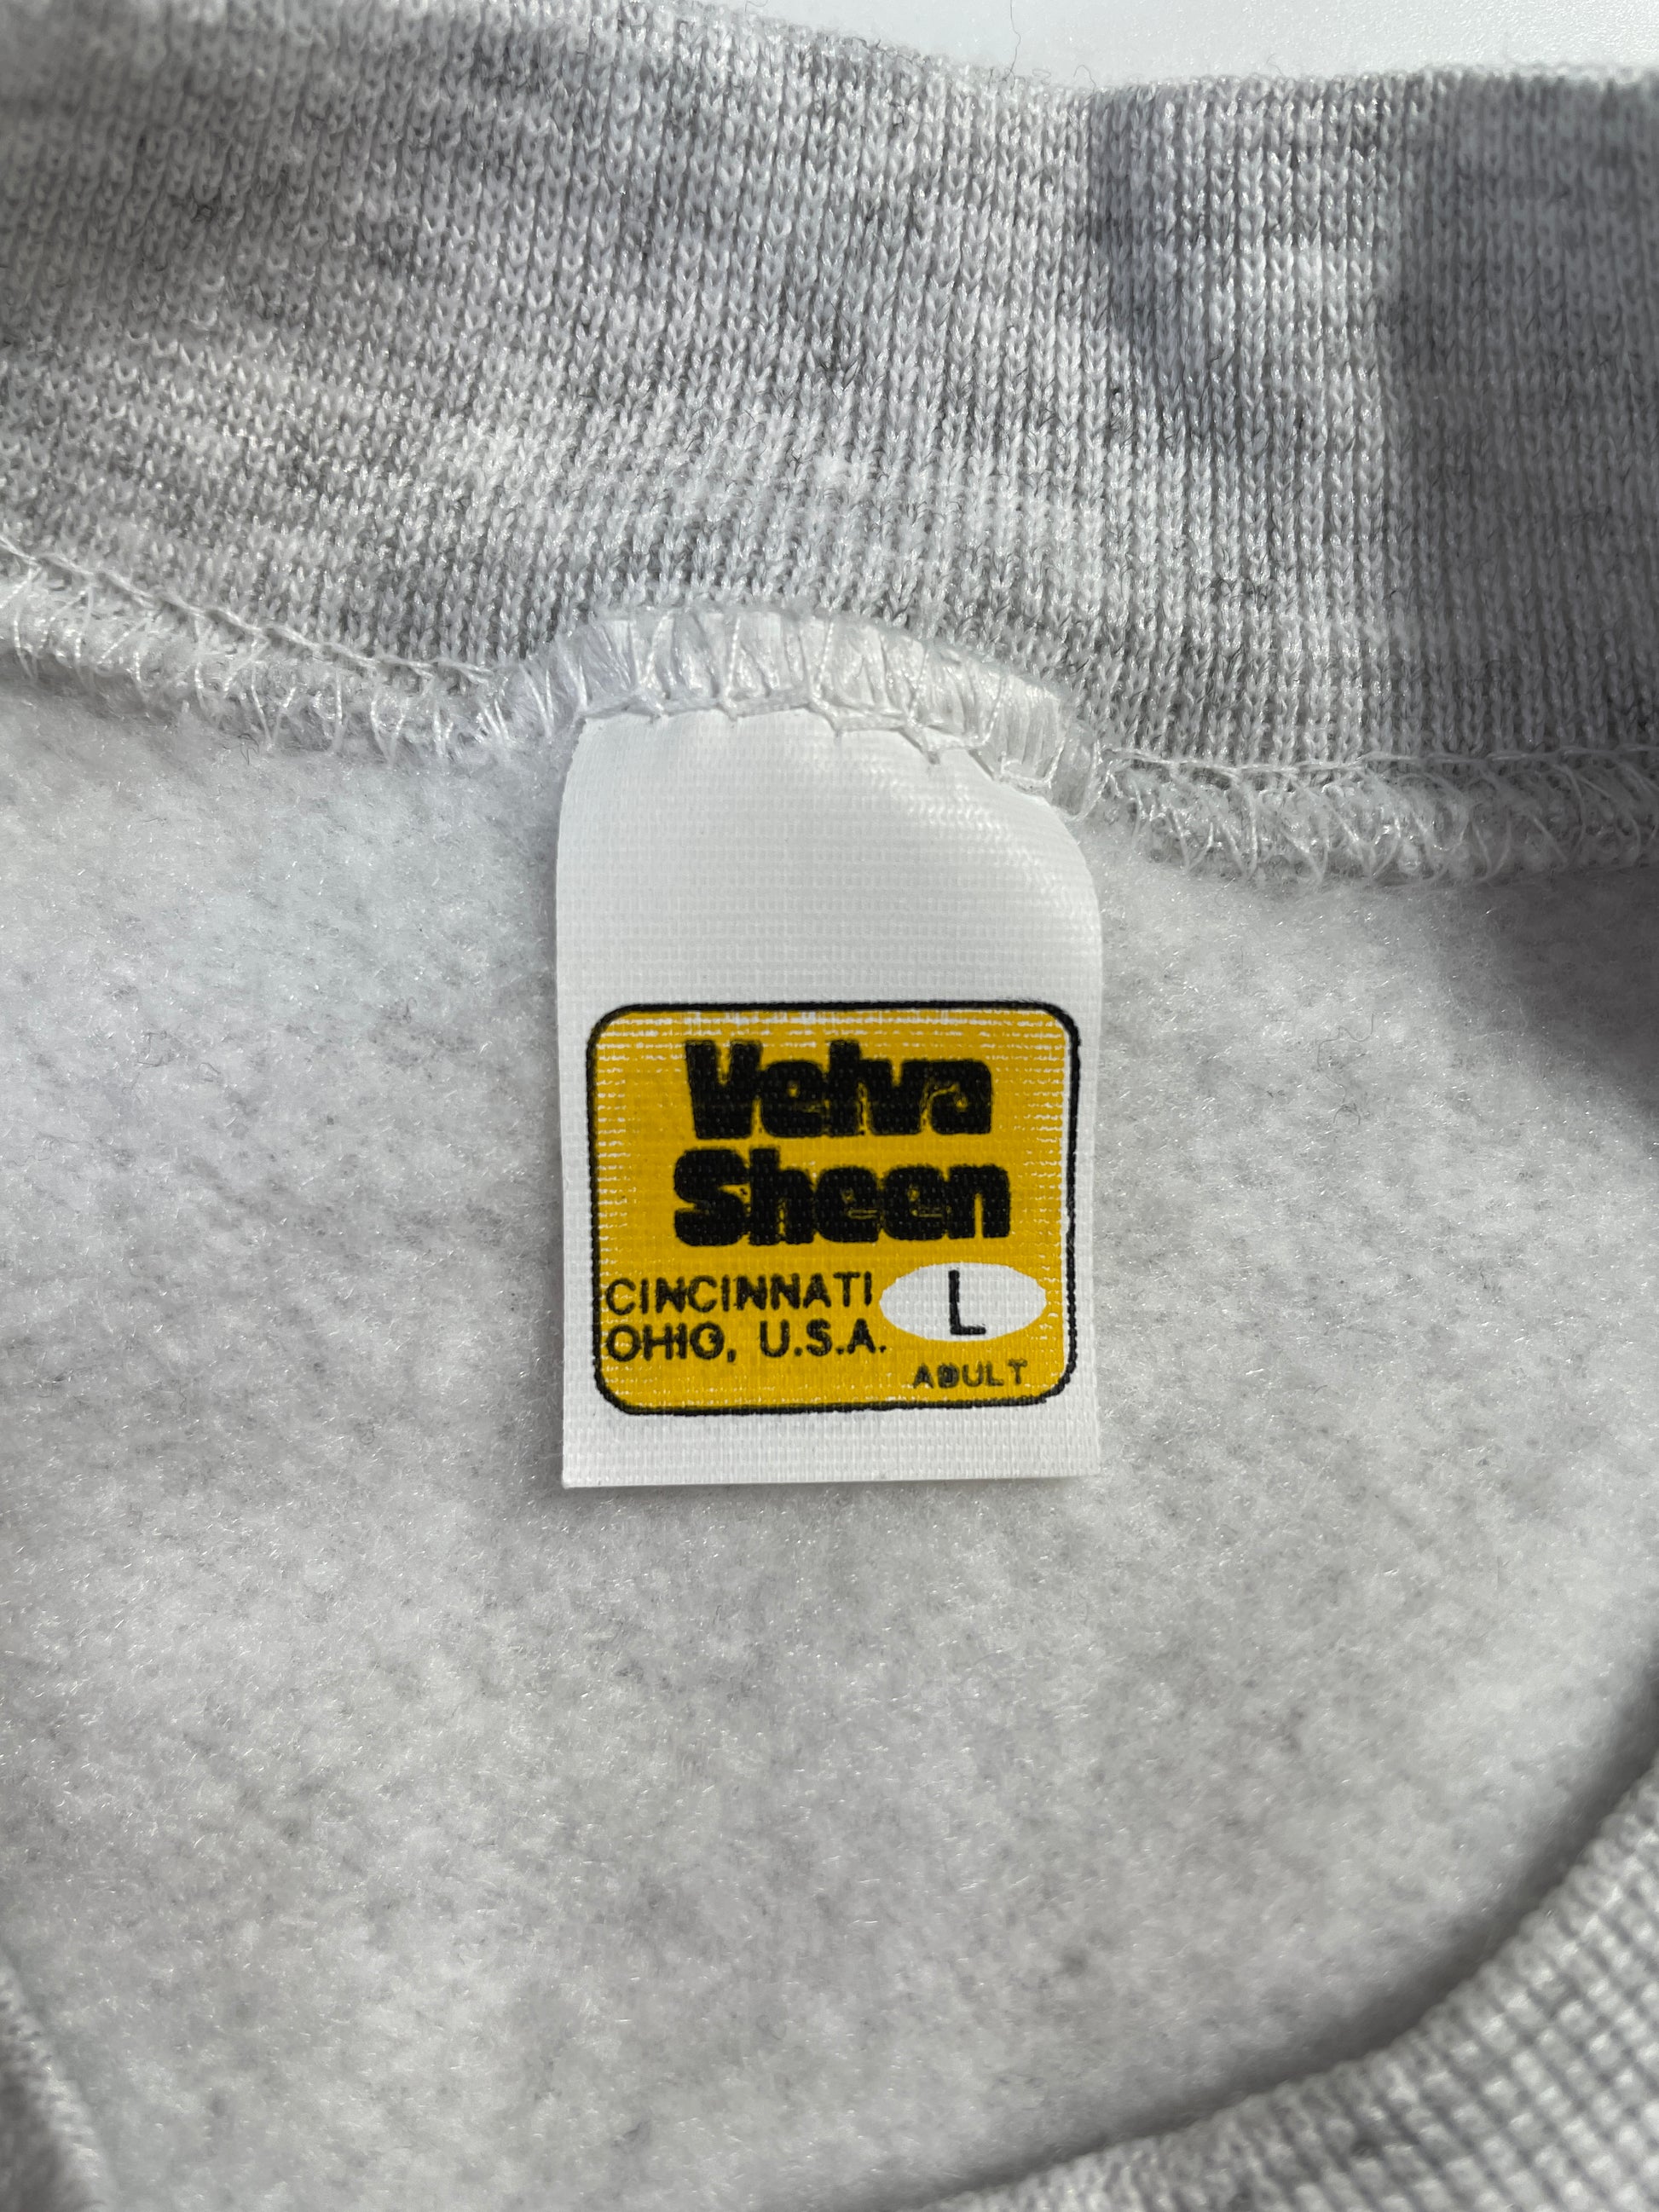 Velva
Sheen
CINCINNATI
OHIO, U.S.A.
L
ADULT